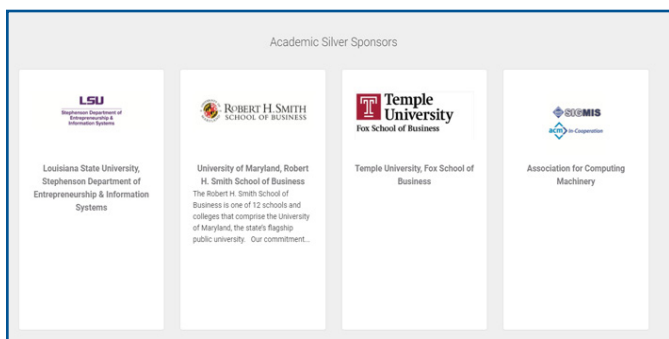 Academic Silver Sponsors
LSU
Stephenson Department of
Entrepreneurship &
Information Systems
Louisiana State University,
Stephenson Department of
Entrepreneurship & Information
Systems
ROBERT H. SMITH
SCHOOL OF BUSINESS
University of Maryland, Robert
H. Smith School of Business
The Robert H. Smith School of
Business is one of 12 schools and
colleges that comprise the University
of Maryland, the state's flagship
public university. Our commitment...
Temple
University
Fox School of Business
Temple University, Fox School of
Business
SIGMIS
acm In-Cooperation
Association for Computing
Machinery